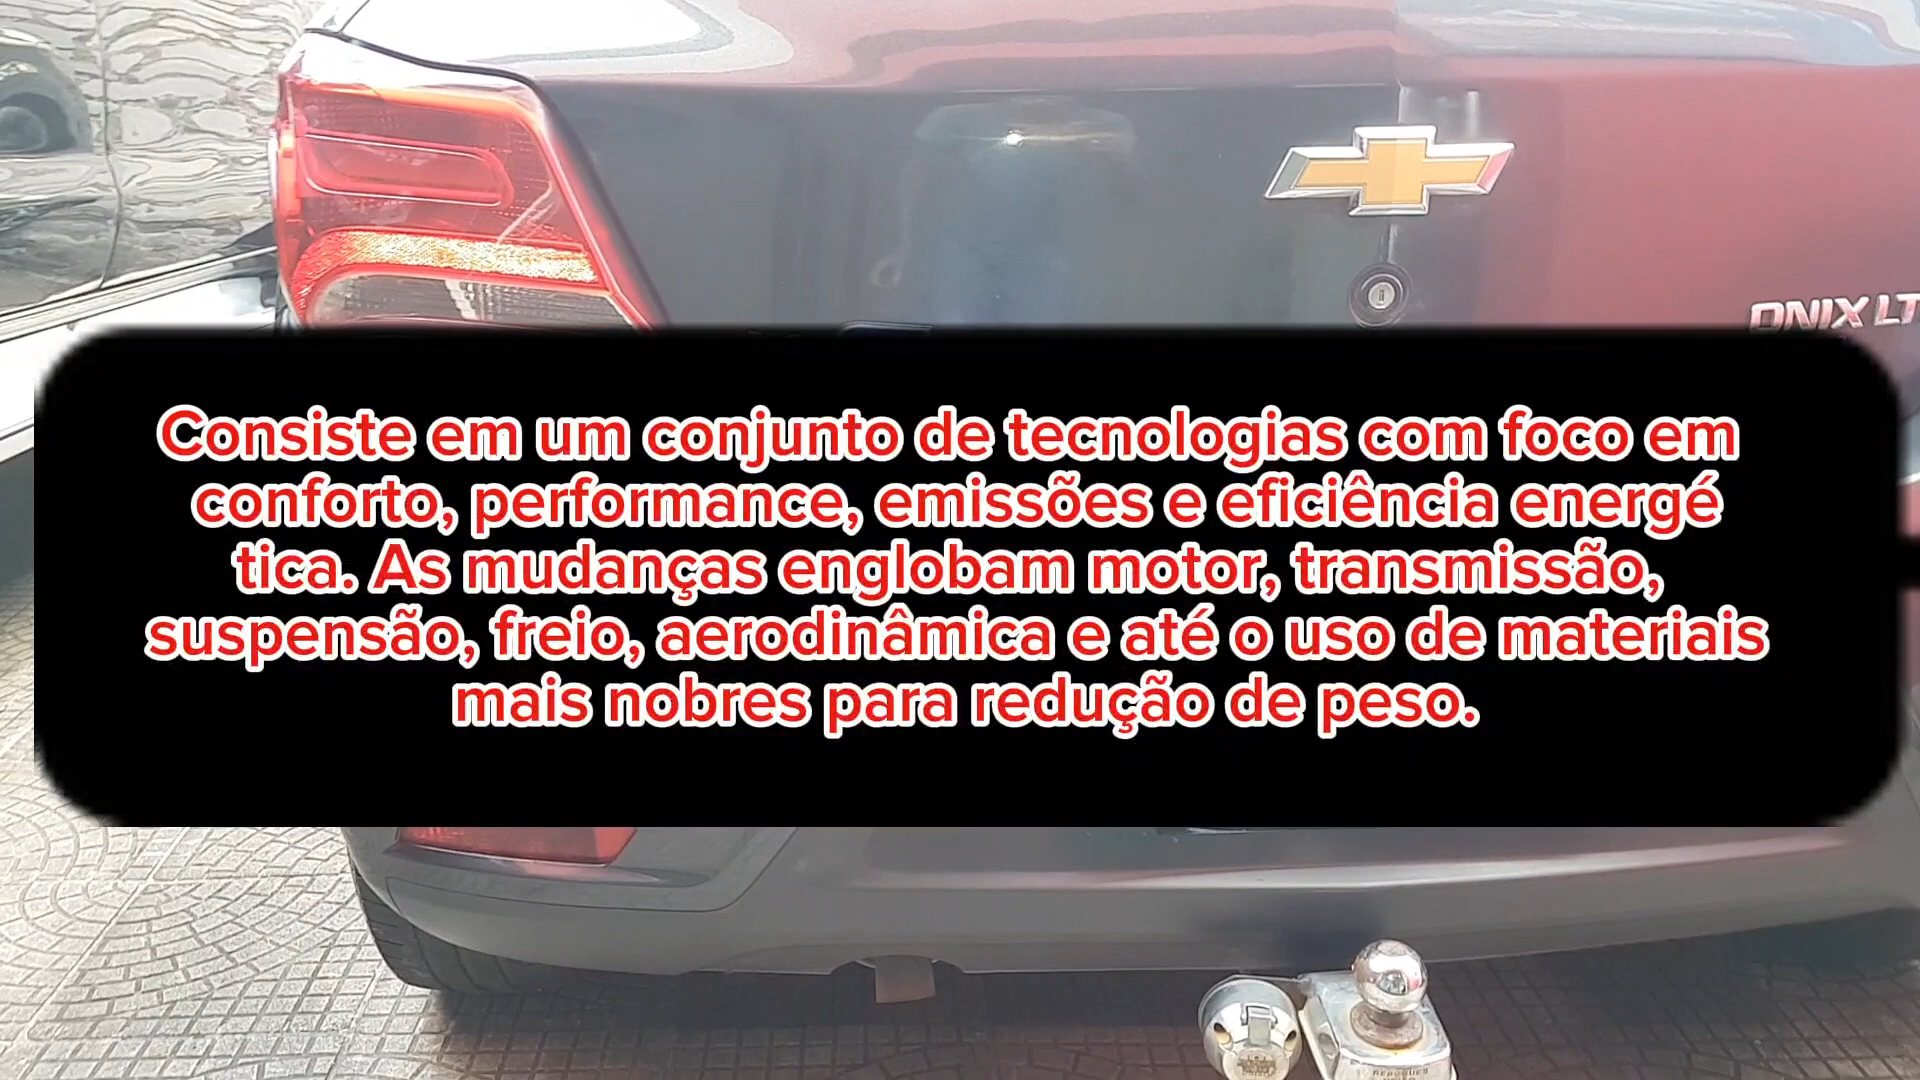 ONIX LT
Consiste em um conjunto de tecnologias com foco em
conforto, performance, emissões e eficiência energé
tica. As mudanças englobam motor, transmissão,
suspensão, freio, aerodinâmica e até o uso de materiais
mais nobres para redução de peso.